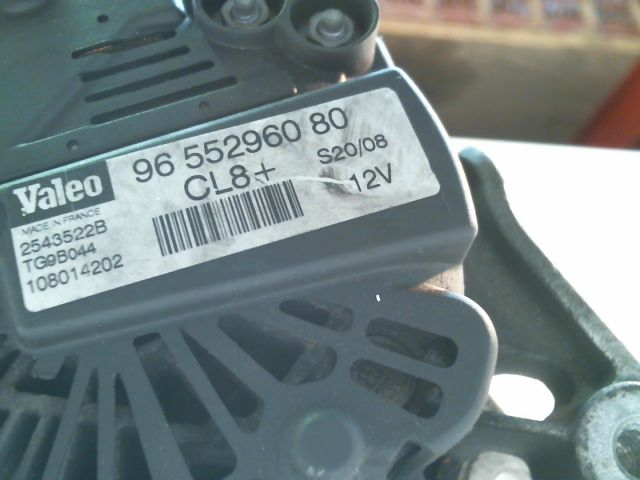 Valeo
96 552960 80
CL8+
S20/08
12V
MADE IN FRANCE
2543522B
TG9B044
108014202